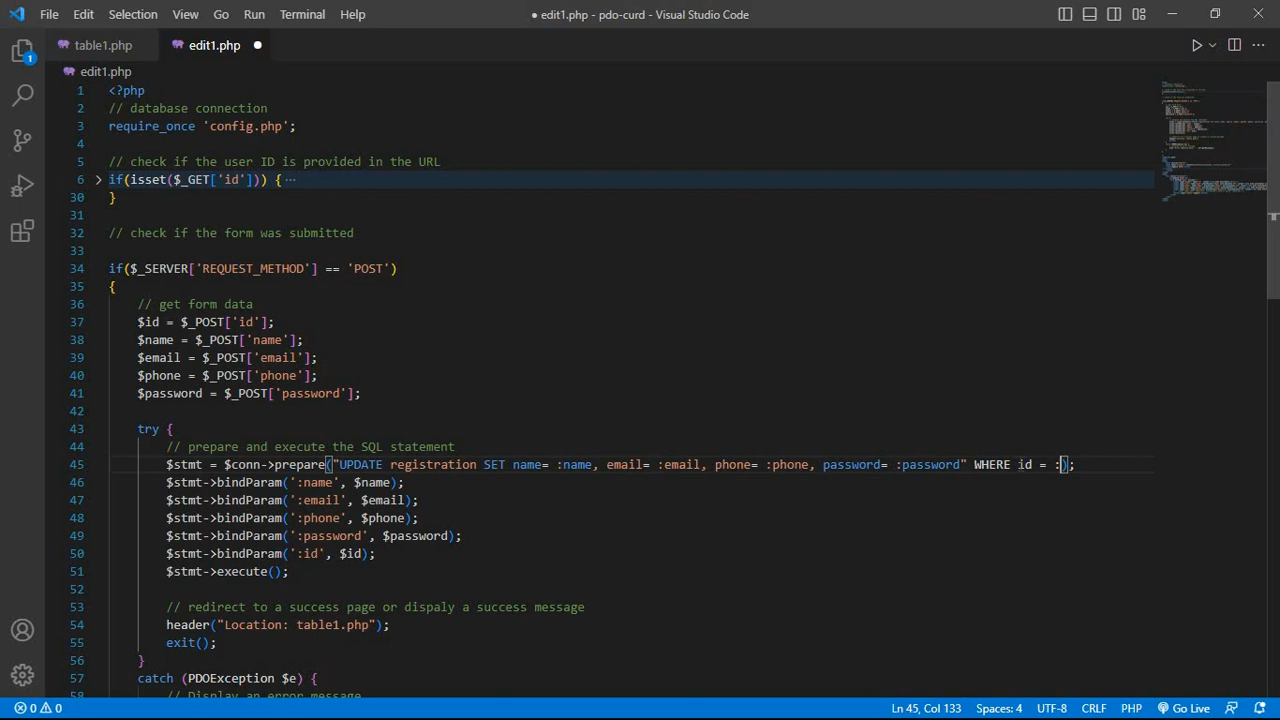 File Edit Selection View Go Run Terminal Help ● edit1.php - pdo-curd - Visual Studio Code
table1.php edit1.php ●
edit1.php
1 <?php
2 // database connection
3 require_once 'config.php';
4
5 // check if the user ID is provided in the URL
6 if(isset($_GET['id'])) { ···
30 }
31
32 // check if the form was submitted
33
34 if($_SERVER['REQUEST_METHOD'] == 'POST')
35 {
36 // get form data
37 $id = $_POST['id'];
38 $name = $_POST['name'];
39 $email = $_POST['email'];
40 $phone = $_POST['phone'];
41 $password = $_POST['password'];
42
43 try {
44 // prepare and execute the SQL statement
45 $stmt = $conn->prepare("UPDATE registration SET name= :name, email= :email, phone= :phone, password= :password" WHERE id = :);
46 $stmt->bindParam(':name', $name);
47 $stmt->bindParam(':email', $email);
48 $stmt->bindParam(':phone', $phone);
49 $stmt->bindParam(':password', $password);
50 $stmt->bindParam(':id', $id);
51 $stmt->execute();
52
53 // redirect to a success page or dispaly a success message
54 header("Location: table1.php");
55 exit();
56 }
57 catch (PDOException $e) {
58 // Display an error message
1
0 0 Ln 45, Col 133 Spaces: 4 UTF-8 CRLF PHP Go Live